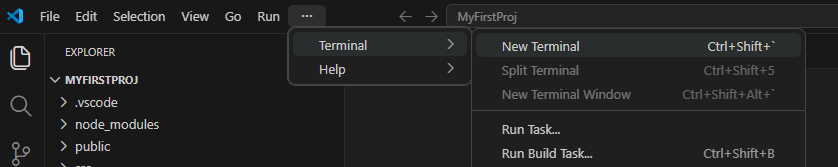 File Edit Selection View Go Run ···
MyFirstProj
EXPLORER
MYFIRSTPROJ
.vscode
node_modules
public
Terminal
Help
New Terminal Ctrl+Shift+`
Split Terminal Ctrl+Shift+5
New Terminal Window Ctrl+Shift+Alt+`
Run Task...
Run Build Task... Ctrl+Shift+B